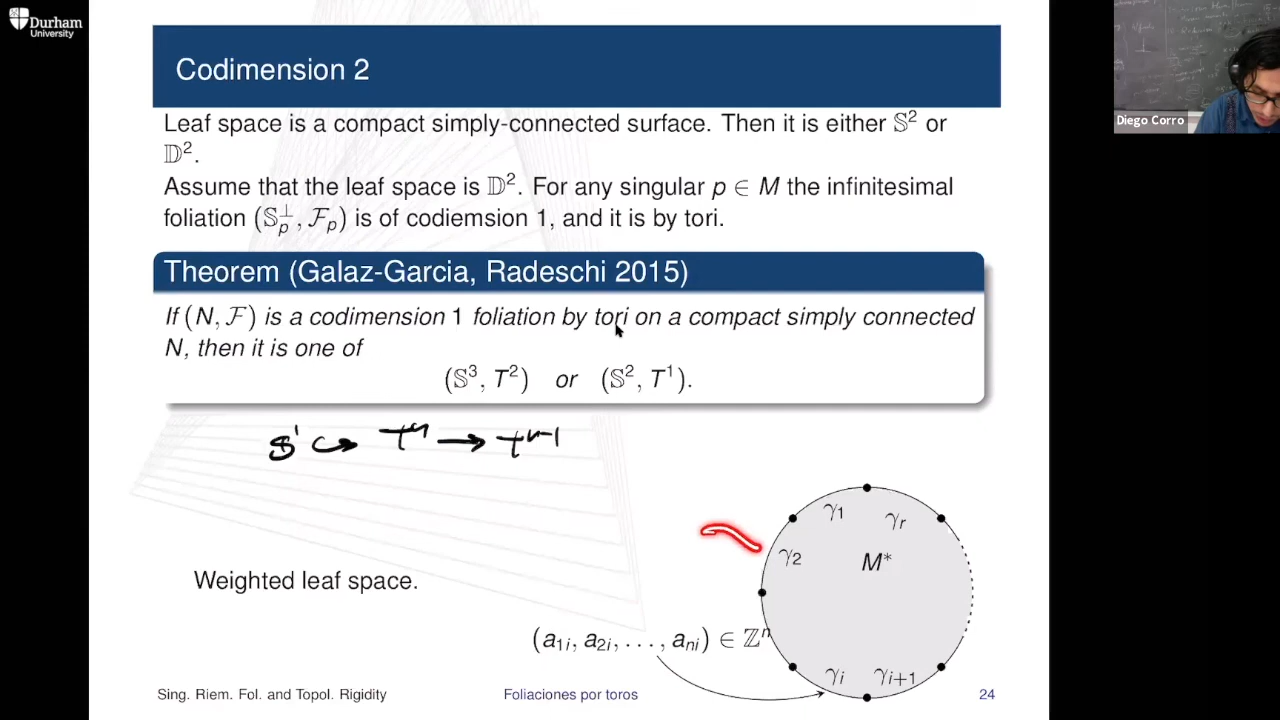 Durham
University
Codimension 2
Leaf space is a compact simply-connected surface. Then it is either 𝕊² or
𝔻².
Assume that the leaf space is 𝔻². For any singular p ∈ M the infinitesimal
foliation (𝕊ₚ^⊥, ℱₚ) is of codiemsion 1, and it is by tori.
Theorem (Galaz-Garcia, Radeschi 2015)
If (N, ℱ) is a codimension 1 foliation by tori on a compact simply connected
N, then it is one of
(𝕊³, T²) or (𝕊², T¹).
S¹ ↪ Tⁿ → Tⁿ⁻¹
γ₁ γᵣ
γ₂ M*
Weighted leaf space.
(a₁ᵢ, a₂ᵢ, . . . , aₙᵢ) ∈ ℤⁿ
γᵢ γᵢ₊₁
Sing. Riem. Fol. and Topol. Rigidity Foliaciones por toros 24
Diego Corro